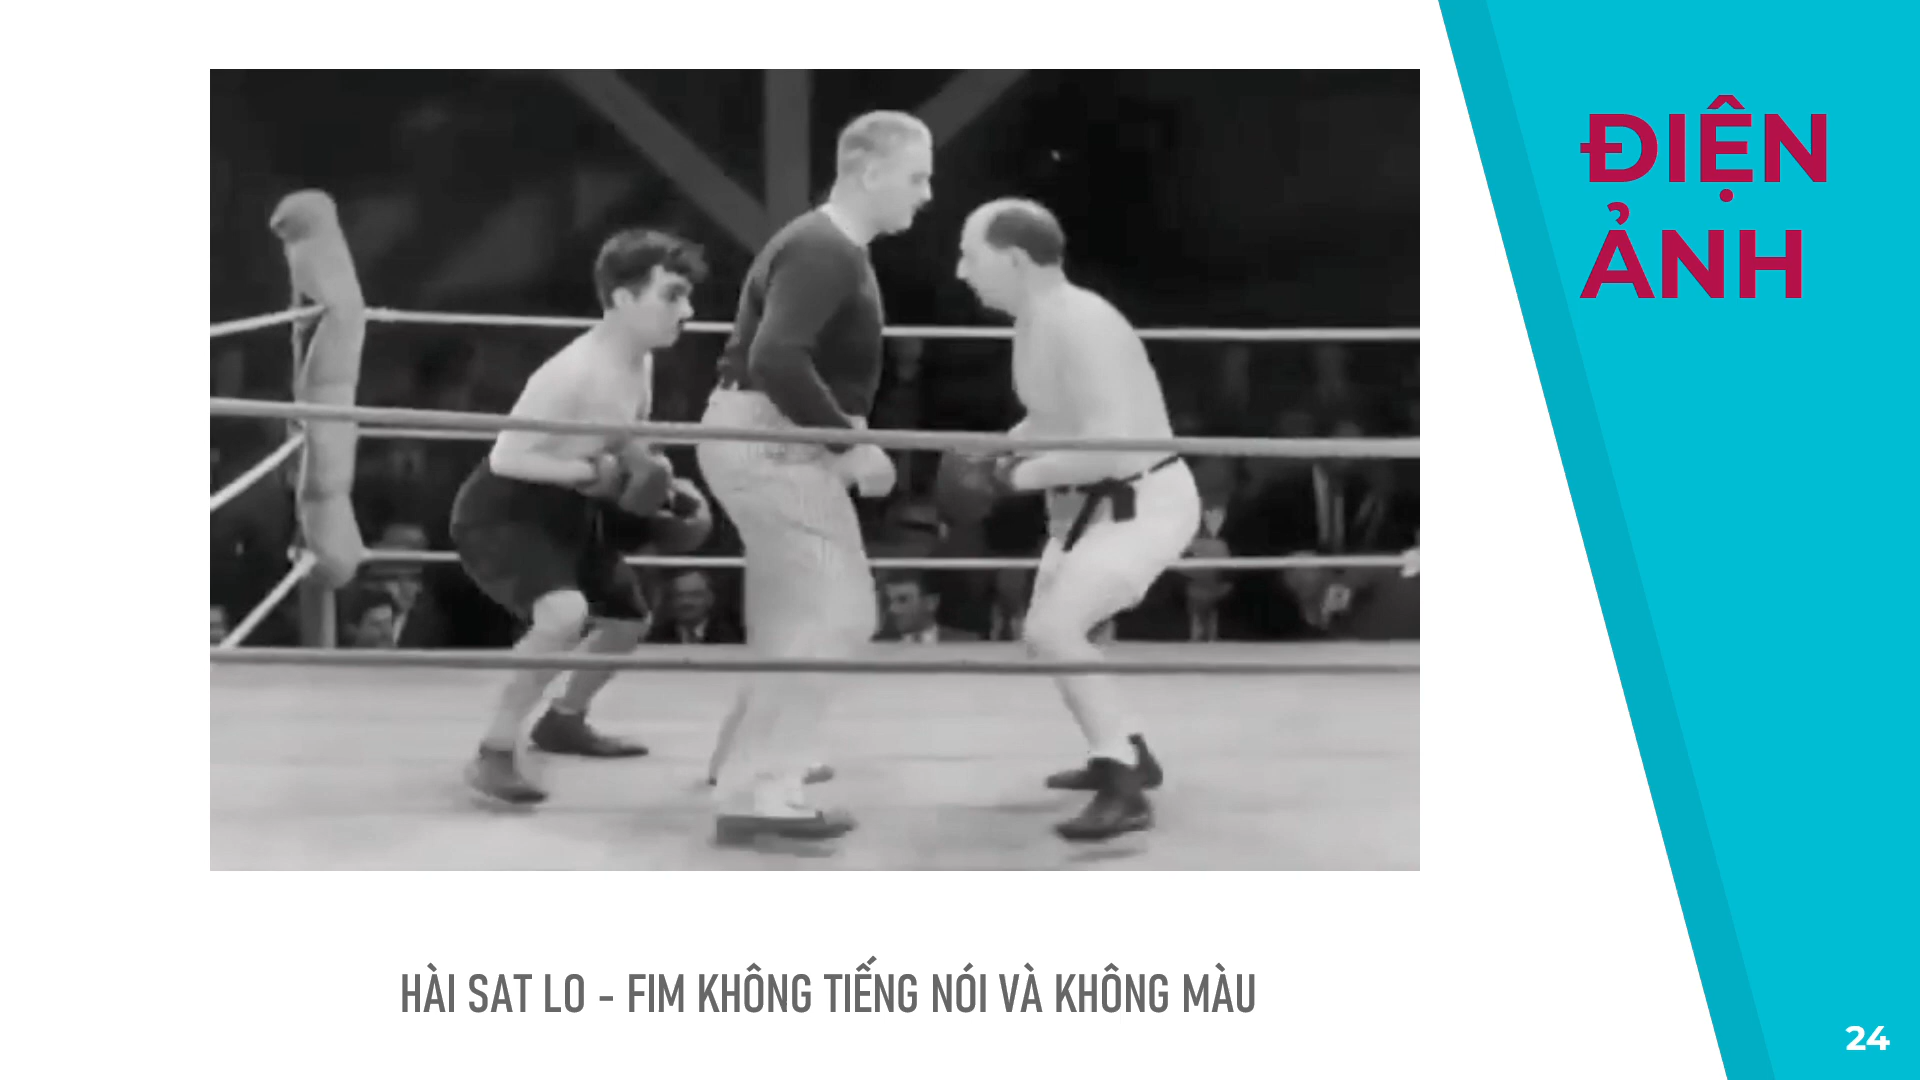 ĐIỆN
ẢNH
HÀI SAT LO - FIM KHÔNG TIẾNG NÓI VÀ KHÔNG MÀU
24